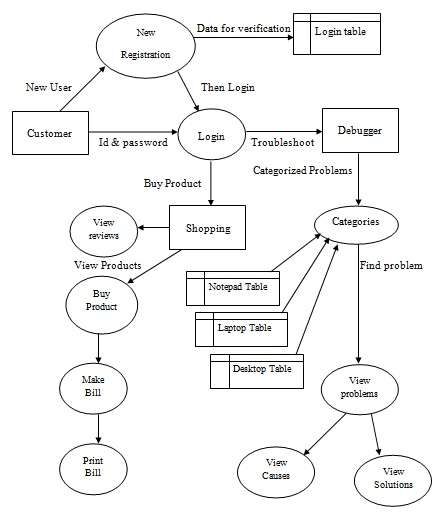 New
Registration
Data for verification
Login table
New User
Then Login
Customer
Id & password
Login
Troubleshoot
Debugger
Buy Product
Categorized Problems
View
reviews
Shopping
Categories
View Products
Find problem
Notepad Table
Buy
Product
Laptop Table
Desktop Table
Make
Bill
View
problems
Print
Bill
View
Causes
View
Solutions